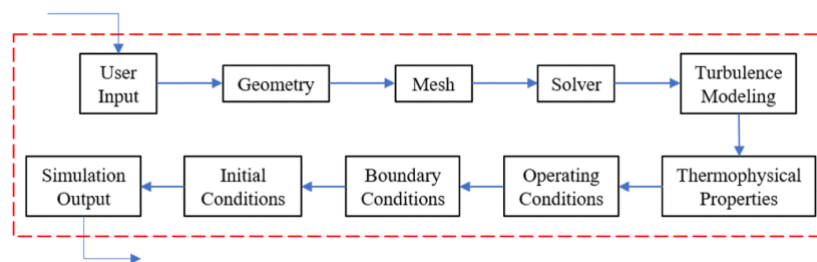 User
Input
Geometry
Mesh
Solver
Turbulence
Modeling
Simulation
Output
Initial
Conditions
Boundary
Conditions
Operating
Conditions
Thermophysical
Properties